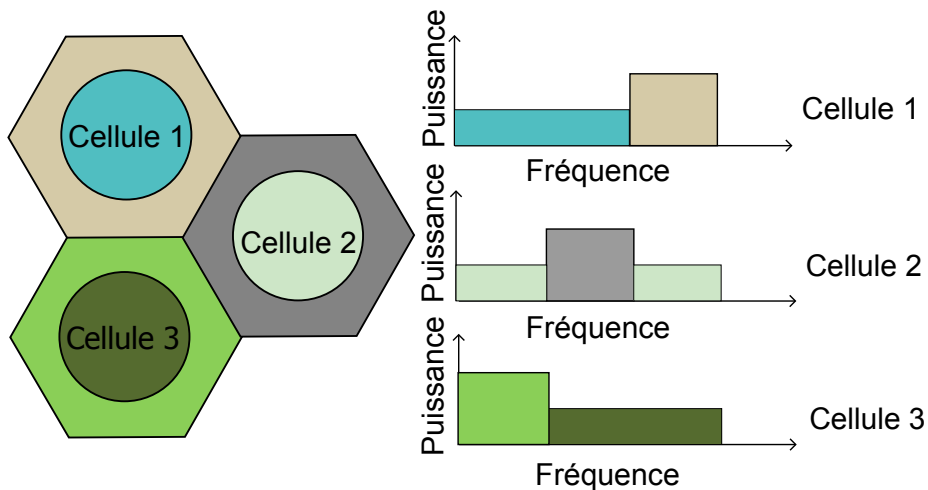 Cellule 1
Cellule 2
Cellule 3
Puissance
Fréquence
Cellule 1
Puissance
Fréquence
Cellule 2
Puissance
Fréquence
Cellule 3